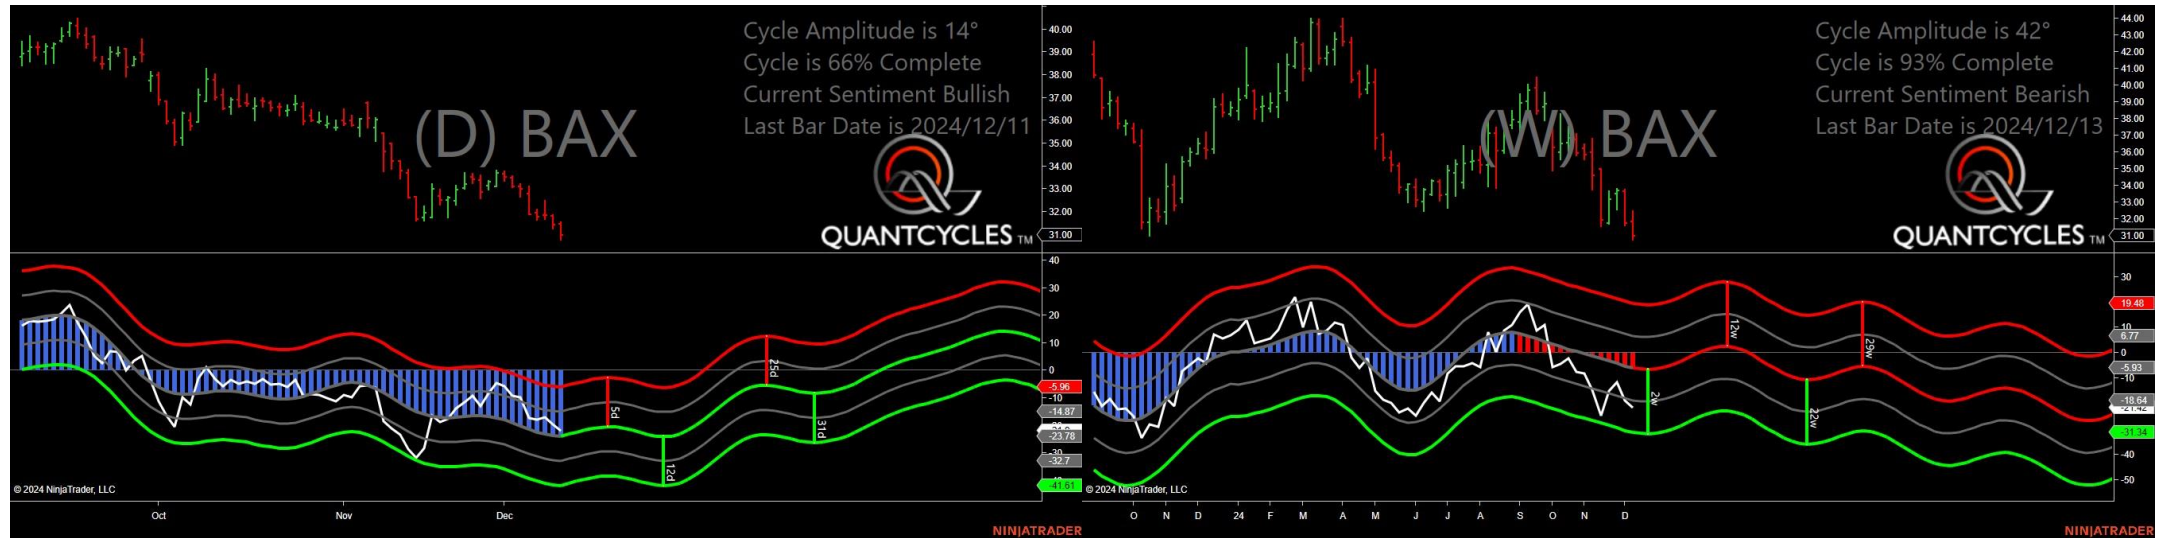 Cycle Amplitude is 14°
Cycle is 66% Complete
Current Sentiment Bullish
Last Bar Date is 2024/12/11
(D) BAX
QUANTCYCLES TM
40.00
39.00
38.00
37.00
36.00
35.00
34.00
33.00
32.00
31.00
40
30
20
10
0
-5.96
-10
-14.87
-23.78
-30
-32.7
-41.61
5d
12d
25d
31d
© 2024 NinjaTrader, LLC
Oct Nov Dec
NINJATRADER
Cycle Amplitude is 42°
Cycle is 93% Complete
Current Sentiment Bearish
Last Bar Date is 2024/12/13
(W) BAX
QUANTCYCLES TM
44.00
43.00
42.00
41.00
40.00
39.00
38.00
37.00
36.00
35.00
34.00
33.00
32.00
31.00
30
19.48
10
6.77
0
-5.93
-10
-18.64
-21.42
-31.34
-40
-50
2w
12w
22w
29w
© 2024 NinjaTrader, LLC
O N D 24 F M A M J J A S O N D
NINJATRADER